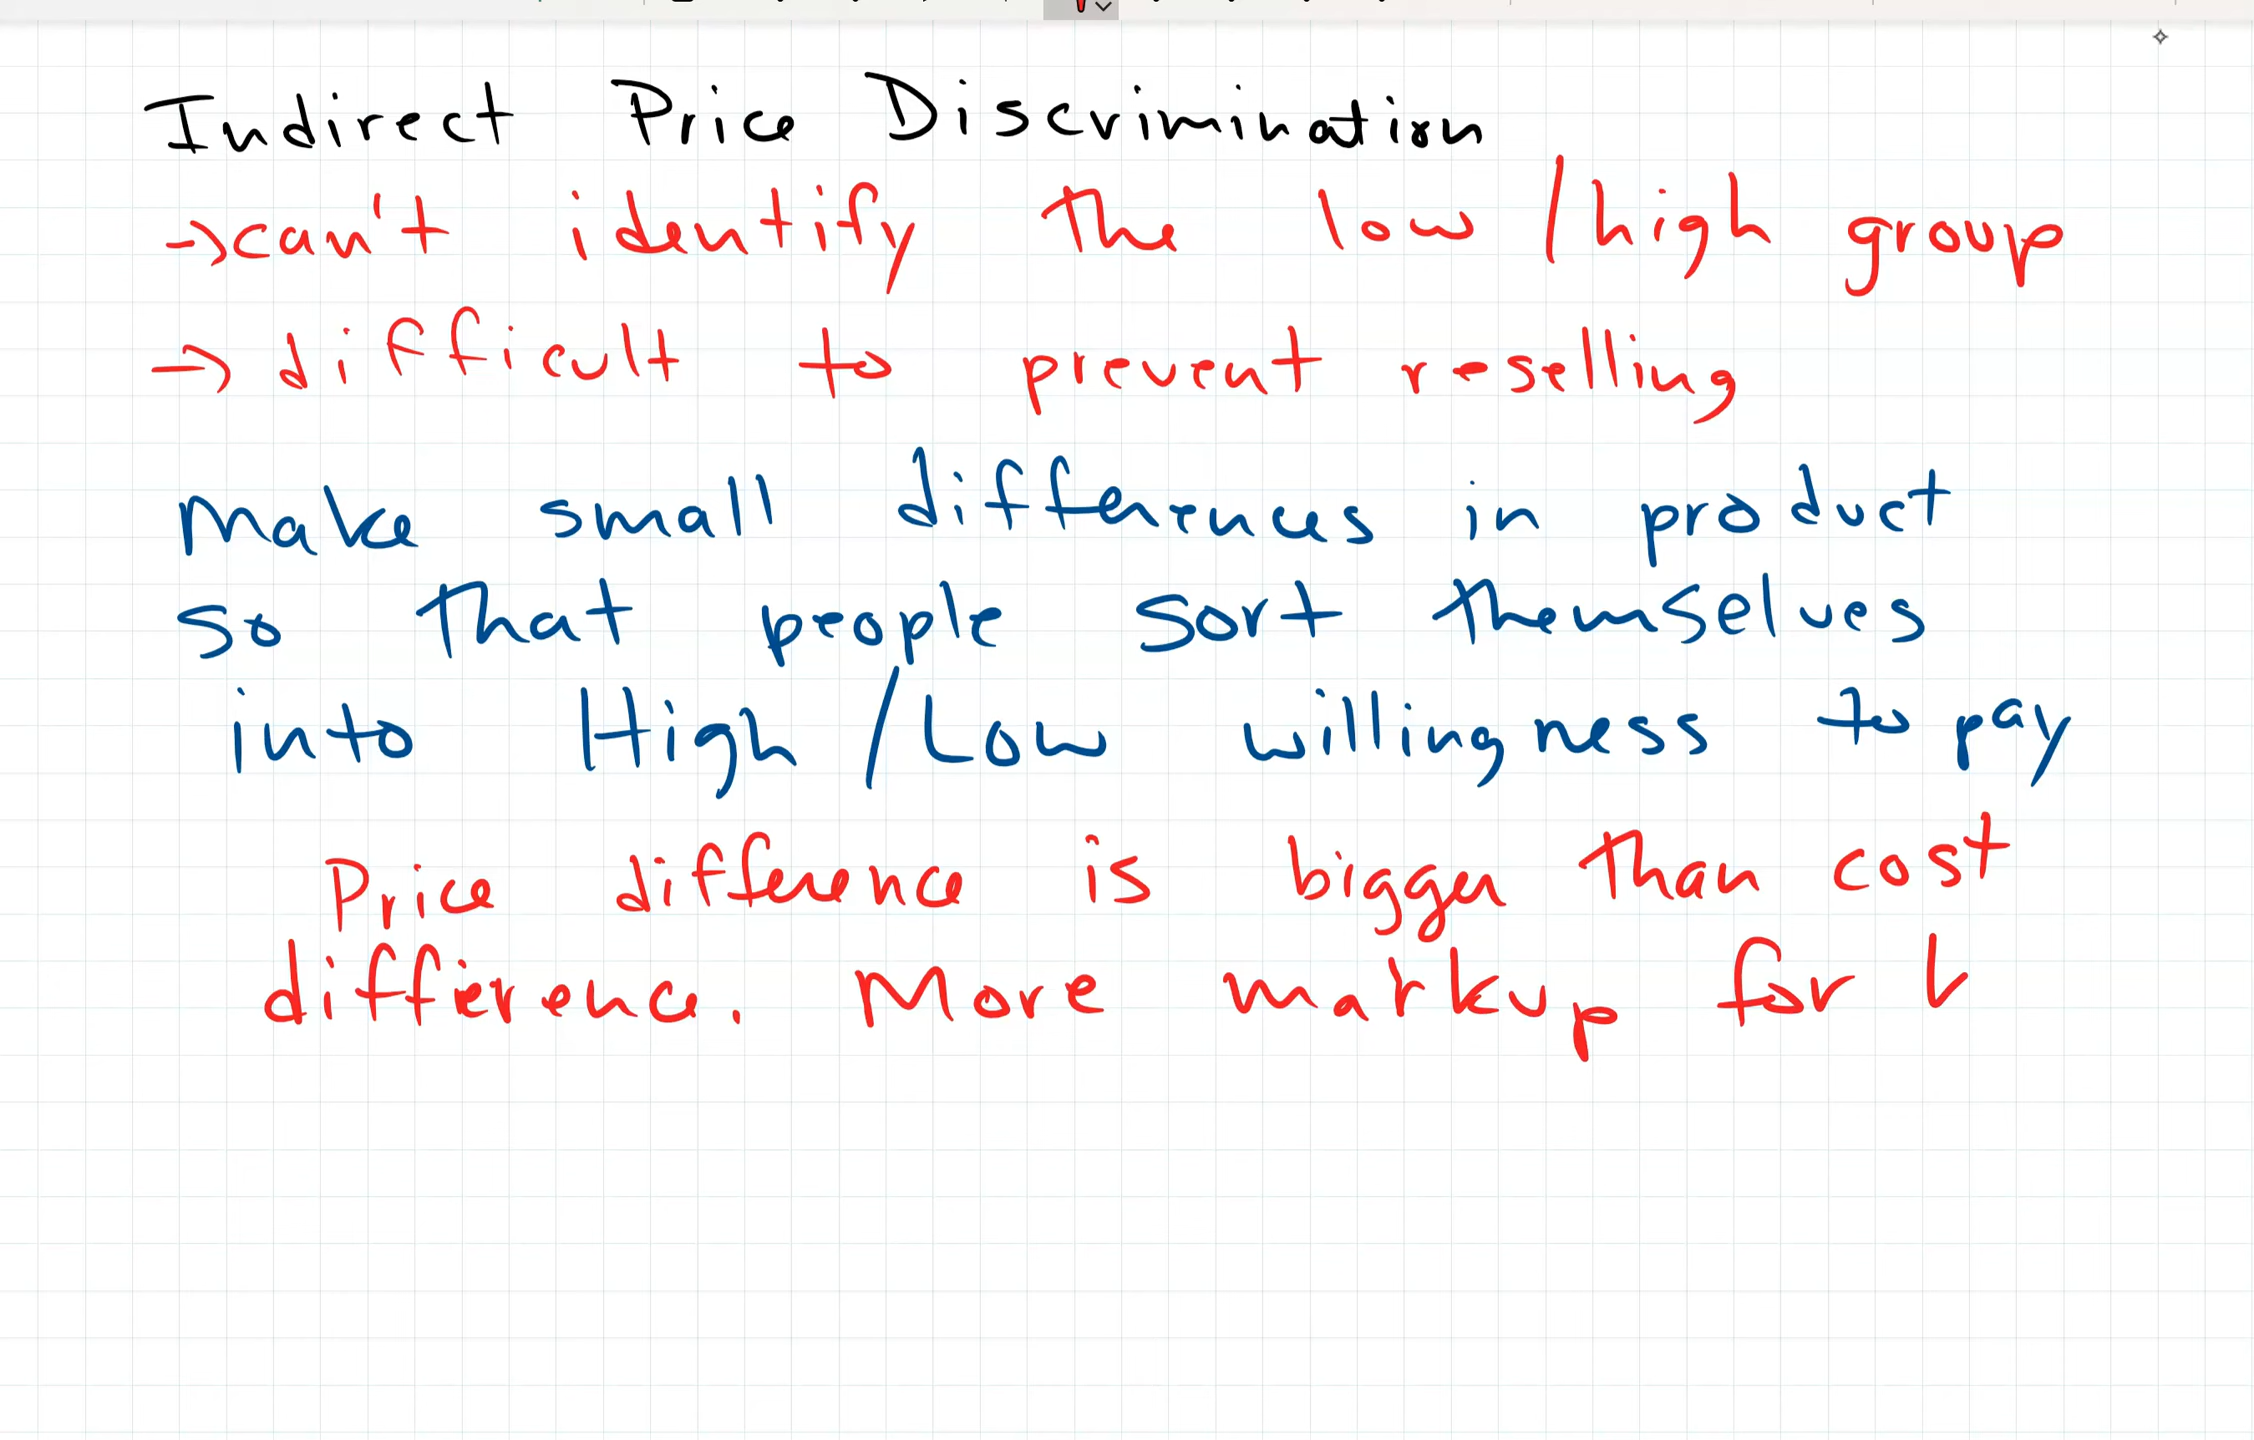 Indirect Price Discrimination
→can't identify the low/high group
→ difficult to prevent reselling
Make small differences in product
so that people sort themselves
into High/Low willingness to pay
Price difference is bigger than cost
difference. More markup for